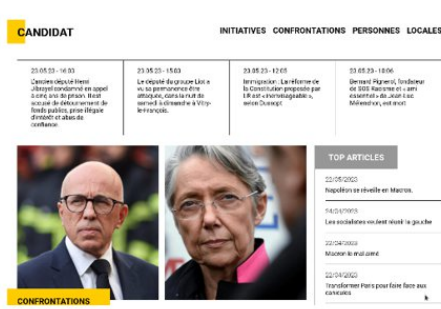 CANDIDAT
INITIATIVES CONFRONTATIONS PERSONNES LOCALES
23.05.23 - 16:03
L'ancien député Henri
Jibrayel condamné en appel
à cinq ans de prison. Il est
accusé de détournement de
fonds publics, prise illégale
d'intérêt et abus de
confiance
23.05.23 - 15:03
Le député du groupe Liot a
vu sa permanence être
attaquée, dans la nuit de
samedi à dimanche à Vitry-
le-François.
23.05.23 - 12:05
Immigration : La réforme de
la Constitution proposée par
LR est « inenvisageable »,
selon Dussopt
23.05.23 - 10:06
Bernard Pignerol, fondateur
de SOS Racisme et « ami
essentiel » de Jean-Luc
Mélenchon, est mort
TOP ARTICLES
22/05/2023
Napoléon se réveille en Macron.
24/04/2023
Les socialistes veulent réunir la gauche
22/04/2023
Macron le mal aimé
22/04/2023
Transformer Paris pour faire face aux
canicules
CONFRONTATIONS